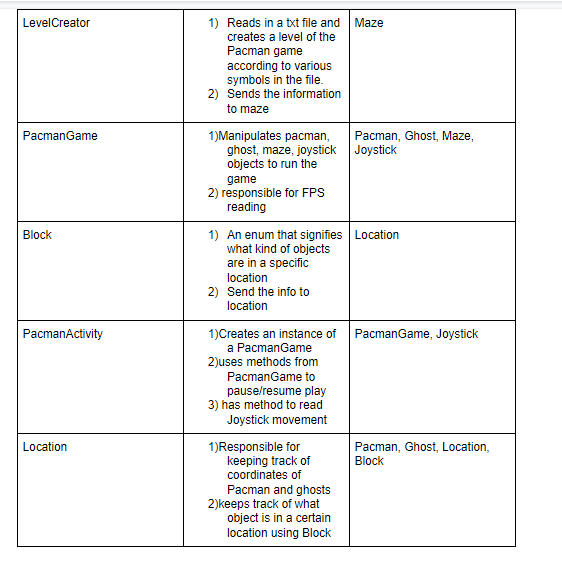 LevelCreator
1) Reads in a txt file and
creates a level of the
Pacman game
according to various
symbols in the file.
2) Sends the information
to maze
Maze
PacmanGame
1)Manipulates pacman,
ghost, maze, joystick
objects to run the
game
2) responsible for FPS
reading
Pacman, Ghost, Maze,
Joystick
Block
1) An enum that signifies
what kind of objects
are in a specific
location
2) Send the info to
location
Location
PacmanActivity
1)Creates an instance of
a PacmanGame
2)uses methods from
PacmanGame to
pause/resume play
3) has method to read
Joystick movement
PacmanGame, Joystick
Location
1)Responsible for
keeping track of
coordinates of
Pacman and ghosts
2)keeps track of what
object is in a certain
location using Block
Pacman, Ghost, Location,
Block